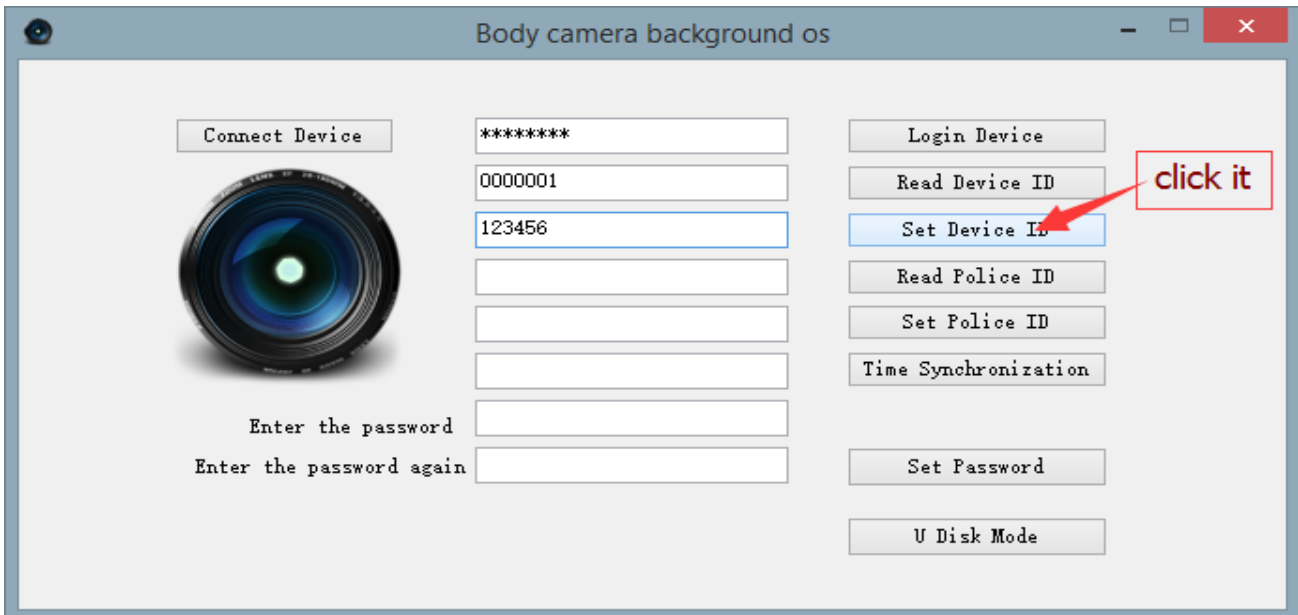 Body camera background os
Connect Device
********
Login Device
0000001
Read Device ID
click it
123456
Set Device ID
Read Police ID
Set Police ID
Time Synchronization
Enter the password
Enter the password again
Set Password
U Disk Mode